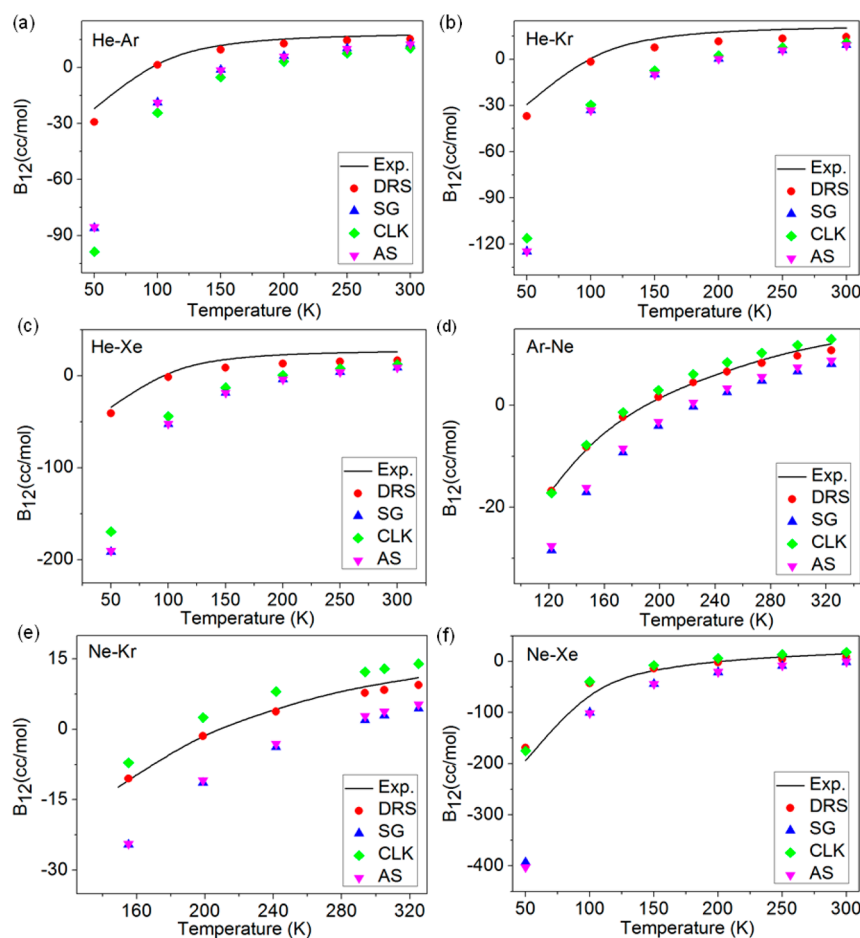 (a)
He-Ar
0
-30
-60
-90
B12(cc/mol)
Exp.
DRS
SG
CLK
AS
50 100 150 200 250 300
Temperature (K)
(b)
He-Kr
0
-30
-60
-90
-120
B12(cc/mol)
Exp.
DRS
SG
CLK
AS
50 100 150 200 250 300
Temperature (K)
(c)
He-Xe
0
-100
-200
B12(cc/mol)
Exp.
DRS
SG
CLK
AS
50 100 150 200 250 300
Temperature (K)
(d)
Ar-Ne
0
-20
B12(cc/mol)
Exp.
DRS
SG
CLK
AS
120 160 200 240 280 320
Temperature (K)
(e)
Ne-Kr
15
0
-15
-30
B12(cc/mol)
Exp.
DRS
SG
CLK
AS
160 200 240 280 320
Temperature (K)
(f)
Ne-Xe
0
-100
-200
-300
-400
B12(cc/mol)
Exp.
DRS
SG
CLK
AS
50 100 150 200 250 300
Temperature (K)